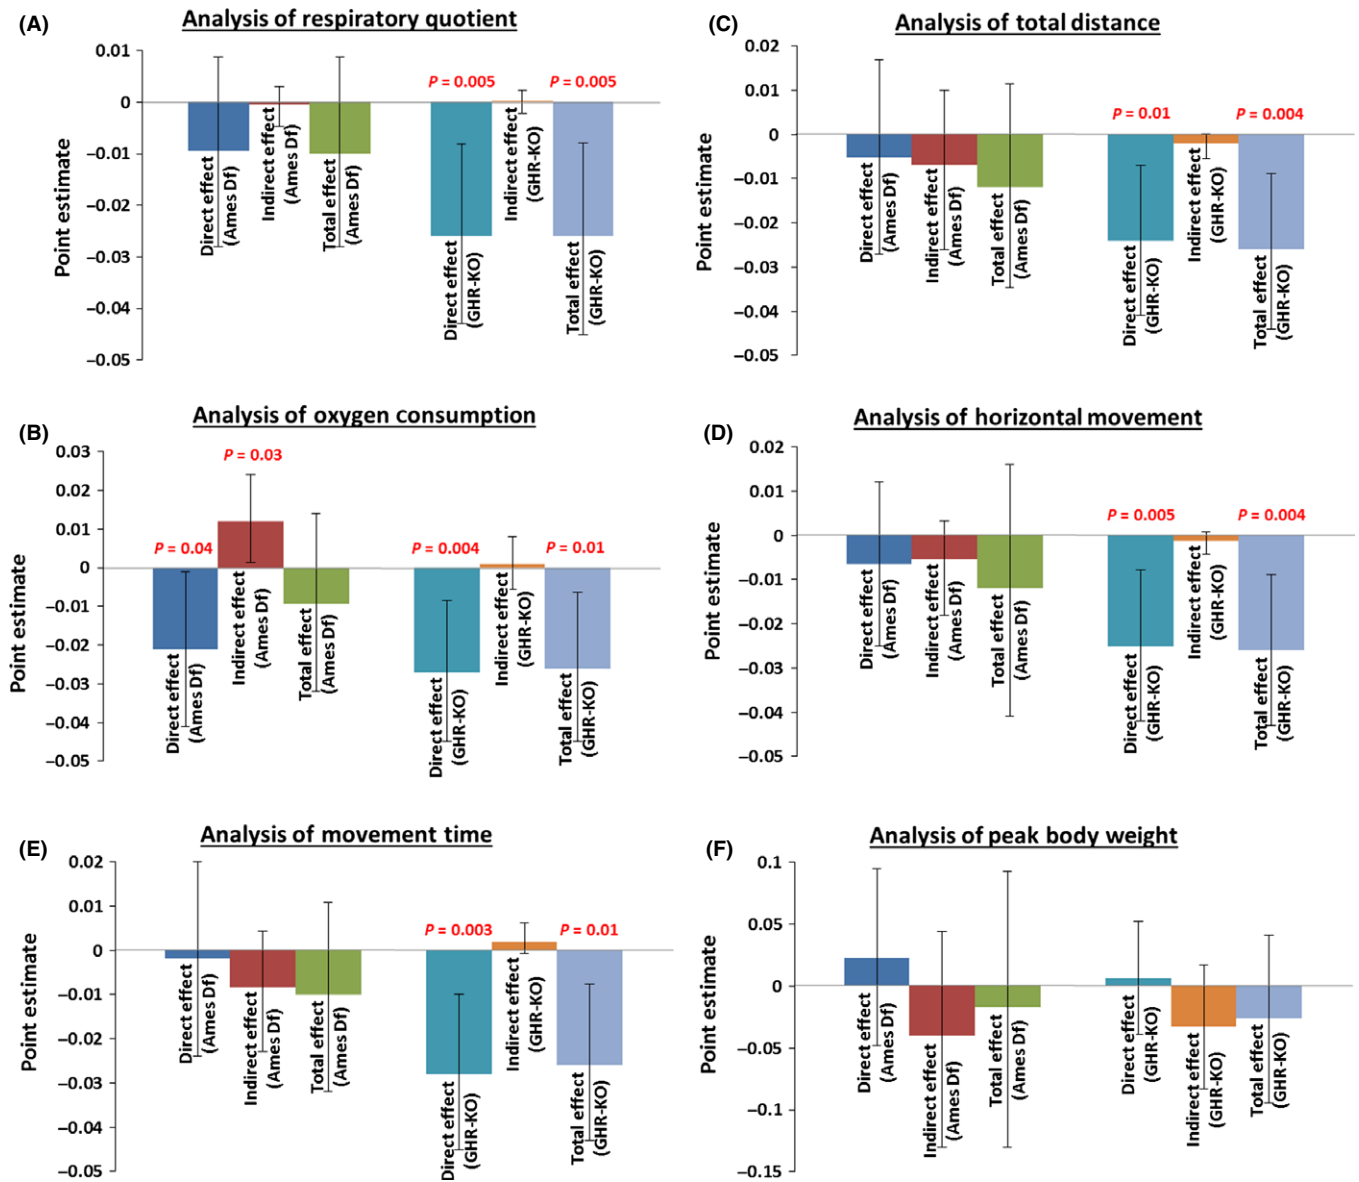 (A)
Analysis of respiratory quotient
Point estimate
0.01
0
–0.01
–0.02
–0.03
–0.04
–0.05
Direct effect
(Ames Df)
Indirect effect
(Ames Df)
Total effect
(Ames Df)
P = 0.005
Direct effect
(GHR-KO)
Indirect effect
(GHR-KO)
P = 0.005
Total effect
(GHR-KO)
(C)
Analysis of total distance
Point estimate
0.02
0.01
0
–0.01
–0.02
–0.03
–0.04
–0.05
Direct effect
(Ames Df)
Indirect effect
(Ames Df)
Total effect
(Ames Df)
P = 0.01
Direct effect
(GHR-KO)
Indirect effect
(GHR-KO)
P = 0.004
Total effect
(GHR-KO)
(B)
Analysis of oxygen consumption
Point estimate
0.03
0.02
0.01
0
–0.01
–0.02
–0.03
–0.04
–0.05
P = 0.04
Direct effect
(Ames Df)
P = 0.03
Indirect effect
(Ames Df)
Total effect
(Ames Df)
P = 0.004
Direct effect
(GHR-KO)
Indirect effect
(GHR-KO)
P = 0.01
Total effect
(GHR-KO)
(D)
Analysis of horizontal movement
Point estimate
0.02
0.01
0
–0.01
–0.02
–0.03
–0.04
–0.05
Direct effect
(Ames Df)
Indirect effect
(Ames Df)
Total effect
(Ames Df)
P = 0.005
Direct effect
(GHR-KO)
Indirect effect
(GHR-KO)
P = 0.004
Total effect
(GHR-KO)
(E)
Analysis of movement time
Point estimate
0.02
0.01
0
–0.01
–0.02
–0.03
–0.04
–0.05
Direct effect
(Ames Df)
Indirect effect
(Ames Df)
Total effect
(Ames Df)
P = 0.003
Direct effect
(GHR-KO)
Indirect effect
(GHR-KO)
P = 0.01
Total effect
(GHR-KO)
(F)
Analysis of peak body weight
Point estimate
0.1
0.05
0
–0.05
–0.1
–0.15
Direct effect
(Ames Df)
Indirect effect
(Ames Df)
Total effect
(Ames Df)
Direct effect
(GHR-KO)
Indirect effect
(GHR-KO)
Total effect
(GHR-KO)